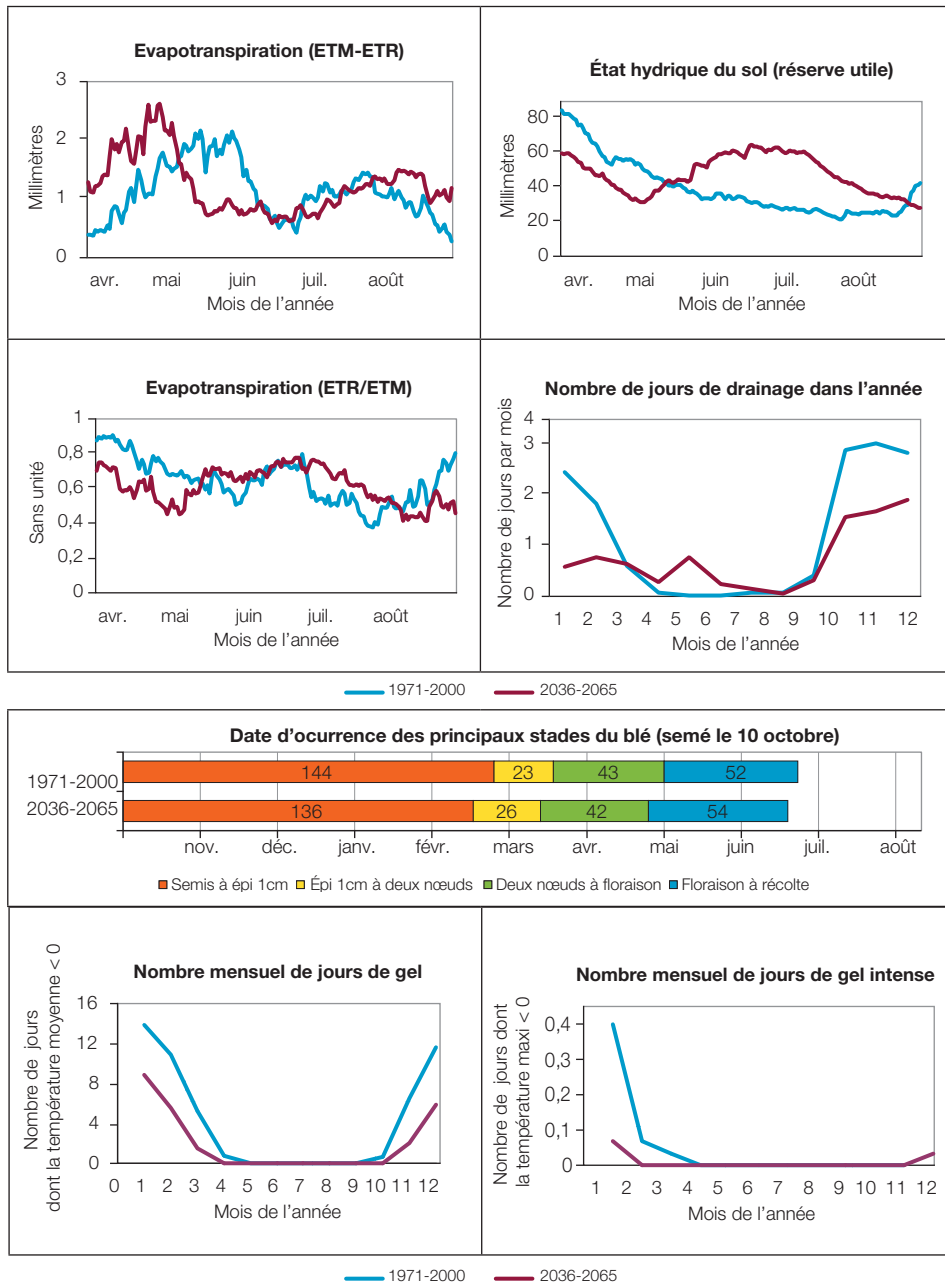 Evapotranspiration (ETM-ETR)
Millimètres
3
2
1
0
avr. mai juin juil. août
Mois de l'année
État hydrique du sol (réserve utile)
Millimètres
80
60
40
20
0
avr. mai juin juil. août
Mois de l'année
Evapotranspiration (ETR/ETM)
Sans unité
1
0,8
0,6
0,4
0,2
0
avr. mai juin juil. août
Mois de l'année
Nombre de jours de drainage dans l'année
Nombre de jours par mois
4
3
2
1
0
1 2 3 4 5 6 7 8 9 10 11 12
Mois de l'année
1971-2000 2036-2065
Date d'ocurrence des principaux stades du blé (semé le 10 octobre)
1971-2000 144 23 43 52
2036-2065 136 26 42 54
nov. déc. janv. févr. mars avr. mai juin juil. août
Semis à épi 1cm Épi 1cm à deux nœuds Deux nœuds à floraison Floraison à récolte
Nombre mensuel de jours de gel
Nombre de jours
dont la température moyenne < 0
16
12
8
4
0
0 1 2 3 4 5 6 7 8 9 10 11 12
Mois de l'année
Nombre mensuel de jours de gel intense
Nombre de jours dont
la température maxi < 0
0,4
0,3
0,2
0,1
0
1 2 3 4 5 6 7 8 9 10 11 12
Mois de l'année
1971-2000 2036-2065